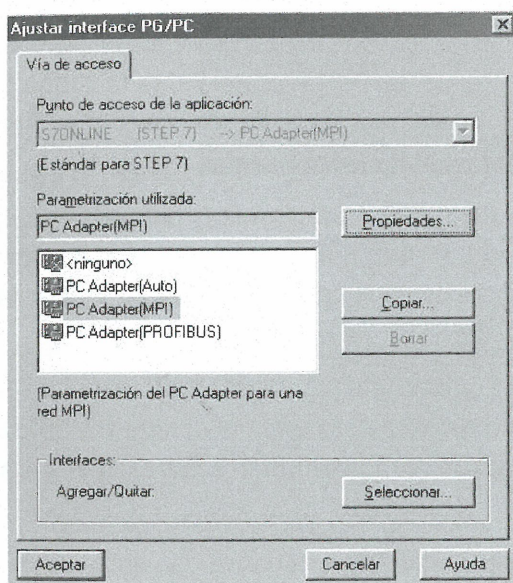 Ajustar interface PG/PC
Vía de acceso
Punto de acceso de la aplicación:
S7ONLINE (STEP 7) -> PC Adapter(MPI)
(Estándar para STEP 7)
Parametrización utilizada:
PC Adapter(MPI)
Propiedades...
<ninguno>
PC Adapter(Auto)
PC Adapter(MPI)
PC Adapter(PROFIBUS)
Copiar...
Borrar
(Parametrización del PC Adapter para una
red MPI)
Interfaces:
Agregar/Quitar:
Seleccionar...
Aceptar
Cancelar
Ayuda